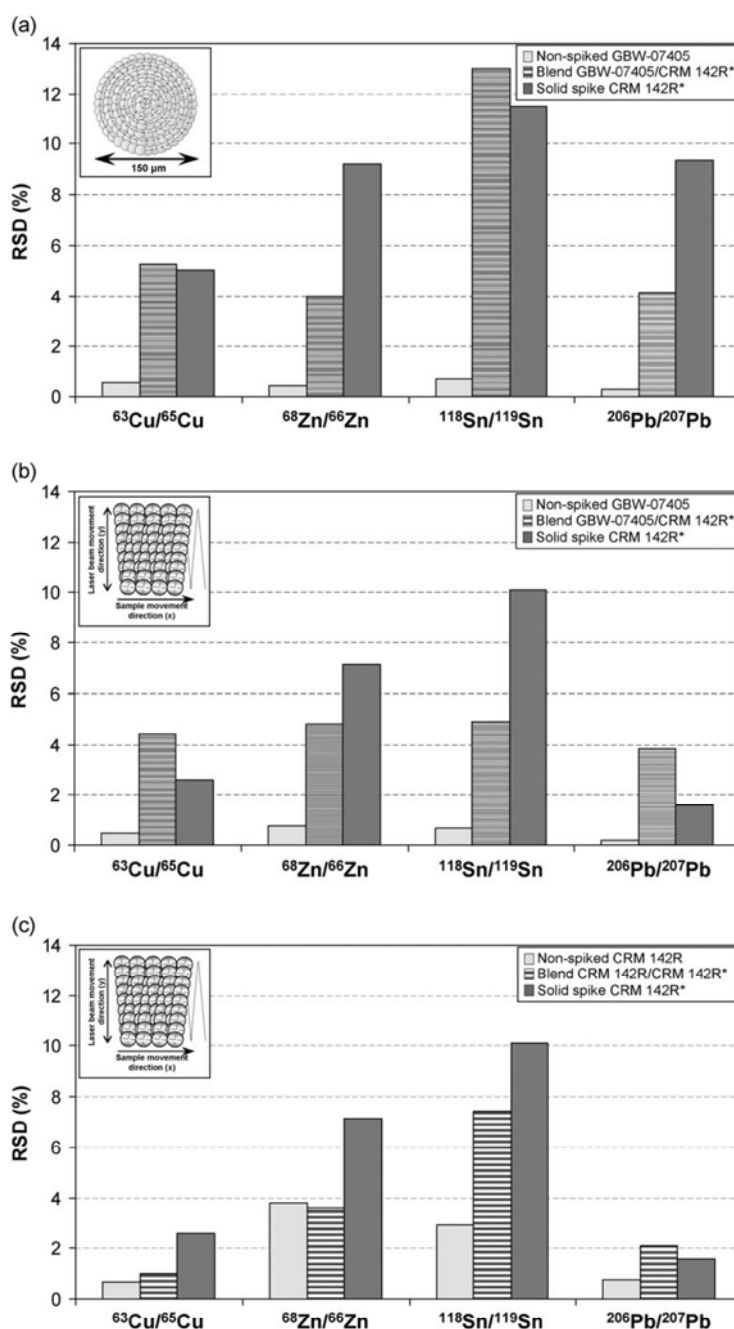 (a)
14
12
10
8
6
4
2
0
RSD (%)
150 µm
Non-spiked GBW-07405
Blend GBW-07405/CRM 142R*
Solid spike CRM 142R*
⁶³Cu/⁶⁵Cu ⁶⁸Zn/⁶⁶Zn ¹¹⁸Sn/¹¹⁹Sn ²⁰⁶Pb/²⁰⁷Pb
(b)
14
12
10
8
6
4
2
0
RSD (%)
Laser beam movement
direction (y)
Sample movement
direction (x)
Non-spiked GBW-07405
Blend GBW-07405/CRM 142R*
Solid spike CRM 142R*
⁶³Cu/⁶⁵Cu ⁶⁸Zn/⁶⁶Zn ¹¹⁸Sn/¹¹⁹Sn ²⁰⁶Pb/²⁰⁷Pb
(c)
14
12
10
8
6
4
2
0
RSD (%)
Laser beam movement
direction (y)
Sample movement
direction (x)
Non-spiked CRM 142R
Blend CRM 142R/CRM 142R*
Solid spike CRM 142R*
⁶³Cu/⁶⁵Cu ⁶⁸Zn/⁶⁶Zn ¹¹⁸Sn/¹¹⁹Sn ²⁰⁶Pb/²⁰⁷Pb